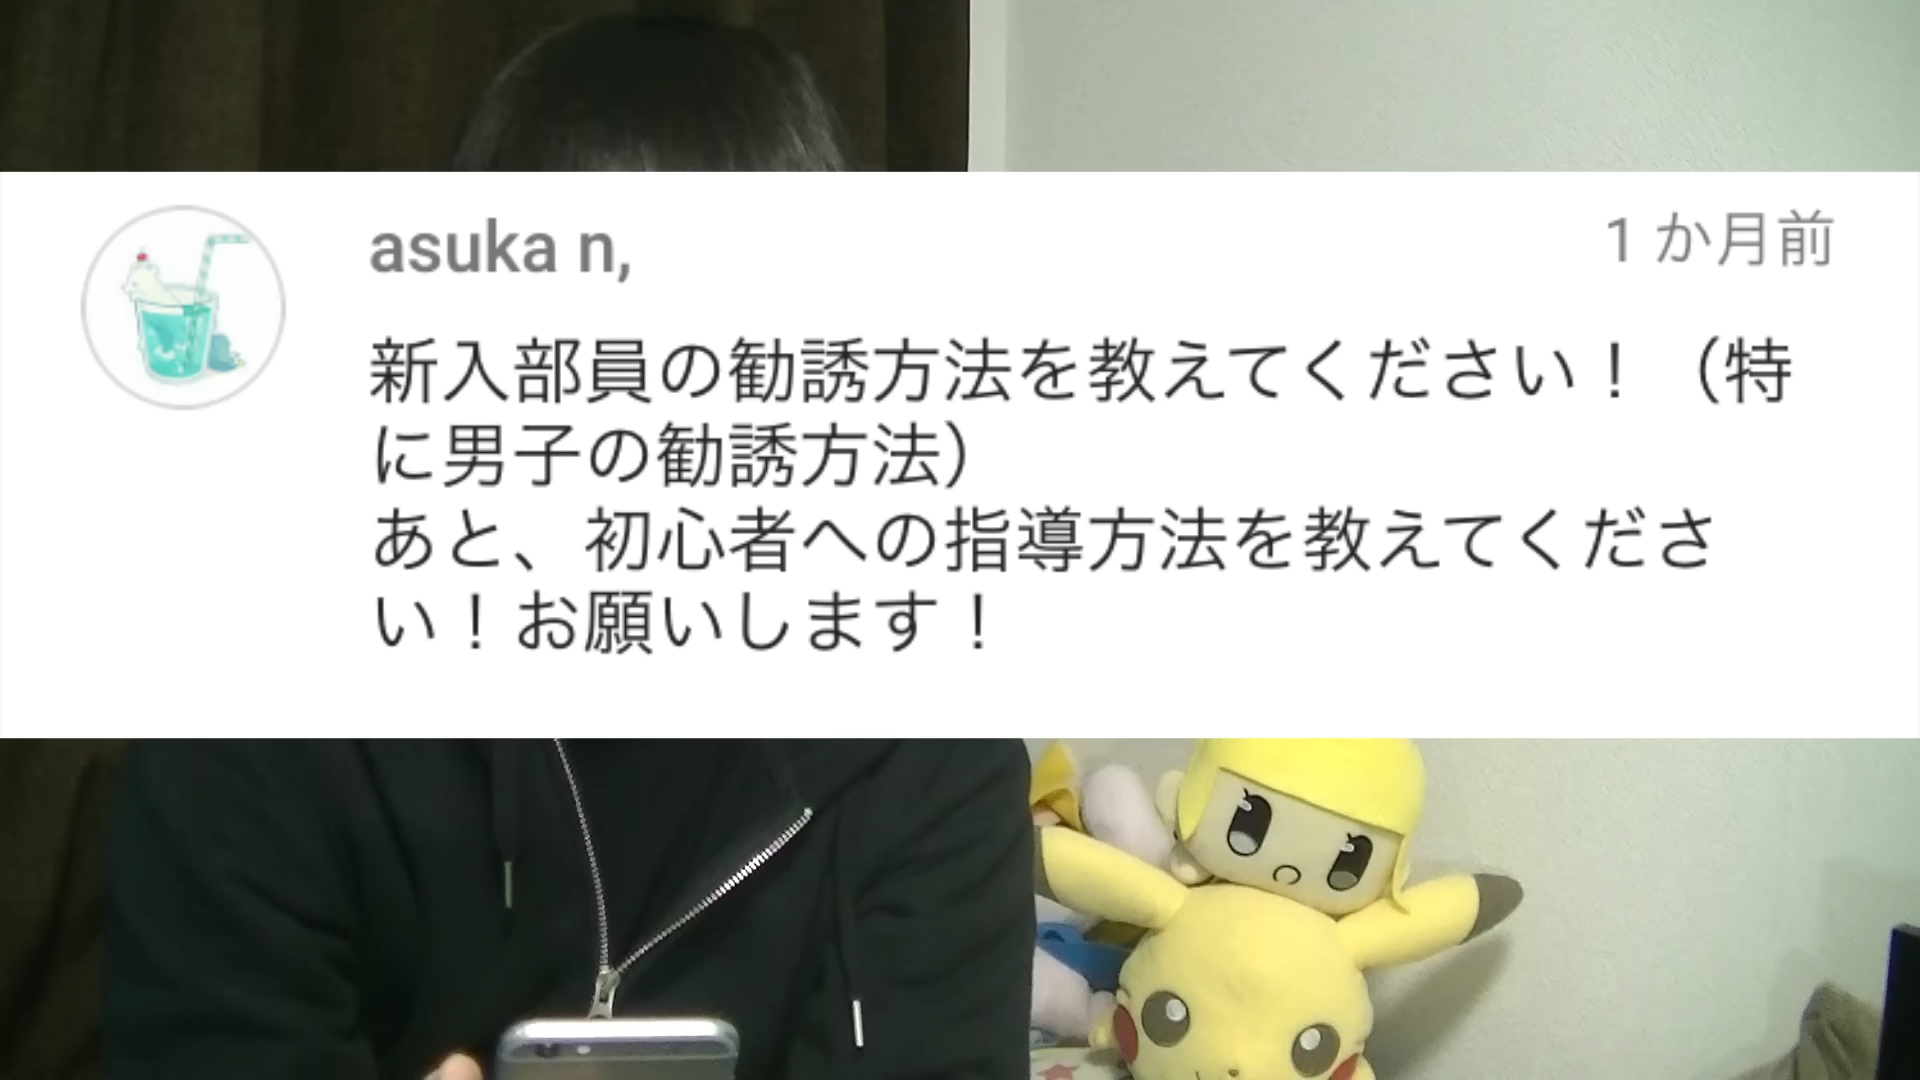 asuka n,
1 か月前
新入部員の勧誘方法を教えてください！（特
に男子の勧誘方法）
あと、初心者への指導方法を教えてくださ
い！お願いします！